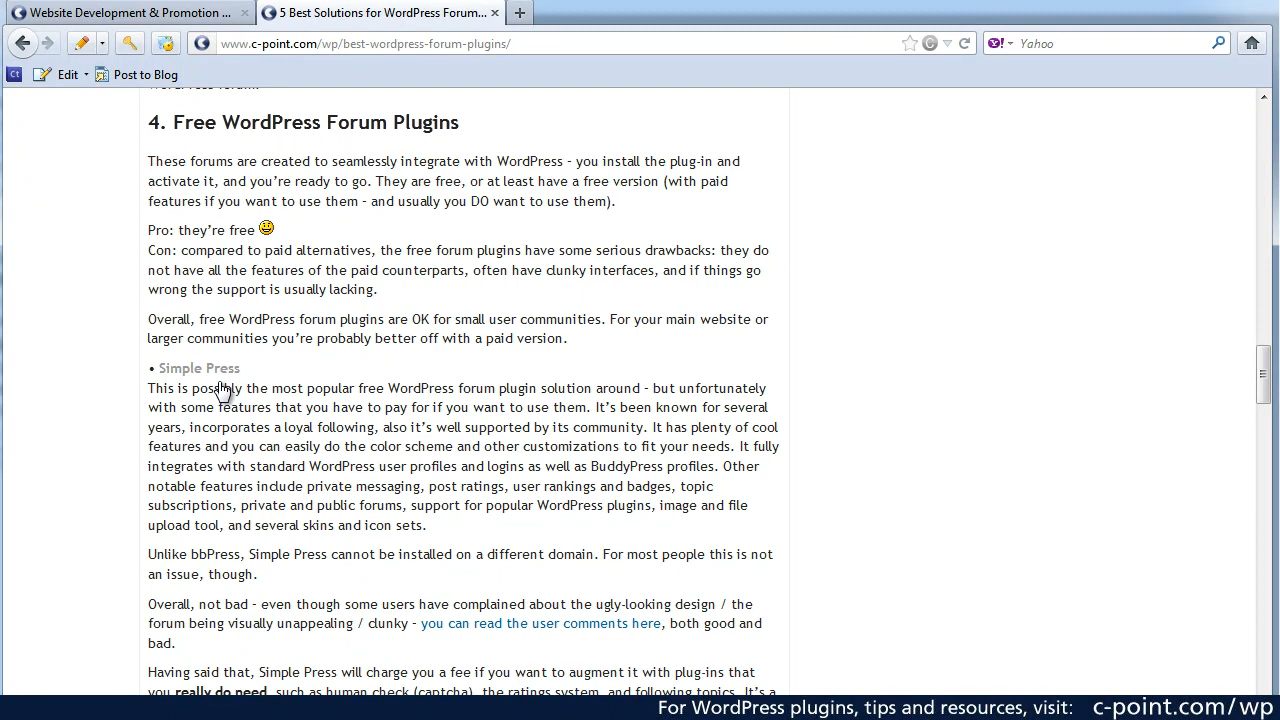 Website Development & Promotion ...
5 Best Solutions for WordPress Forum...
www.c-point.com/wp/best-wordpress-forum-plugins/
Yahoo
Ct
Edit
Post to Blog
4. Free WordPress Forum Plugins
These forums are created to seamlessly integrate with WordPress - you install the plug-in and
activate it, and you're ready to go. They are free, or at least have a free version (with paid
features if you want to use them - and usually you DO want to use them).
Pro: they're free
Con: compared to paid alternatives, the free forum plugins have some serious drawbacks: they do
not have all the features of the paid counterparts, often have clunky interfaces, and if things go
wrong the support is usually lacking.
Overall, free WordPress forum plugins are OK for small user communities. For your main website or
larger communities you're probably better off with a paid version.
• Simple Press
This is possibly the most popular free WordPress forum plugin solution around - but unfortunately
with some features that you have to pay for if you want to use them. It's been known for several
years, incorporates a loyal following, also it's well supported by its community. It has plenty of cool
features and you can easily do the color scheme and other customizations to fit your needs. It fully
integrates with standard WordPress user profiles and logins as well as BuddyPress profiles. Other
notable features include private messaging, post ratings, user rankings and badges, topic
subscriptions, private and public forums, support for popular WordPress plugins, image and file
upload tool, and several skins and icon sets.
Unlike bbPress, Simple Press cannot be installed on a different domain. For most people this is not
an issue, though.
Overall, not bad - even though some users have complained about the ugly-looking design / the
forum being visually unappealing / clunky - you can read the user comments here, both good and
bad.
Having said that, Simple Press will charge you a fee if you want to augment it with plug-ins that
you really do need, such as human check (captcha), the ratings system, and following topics. It's a
For WordPress plugins, tips and resources, visit: c-point.com/wp